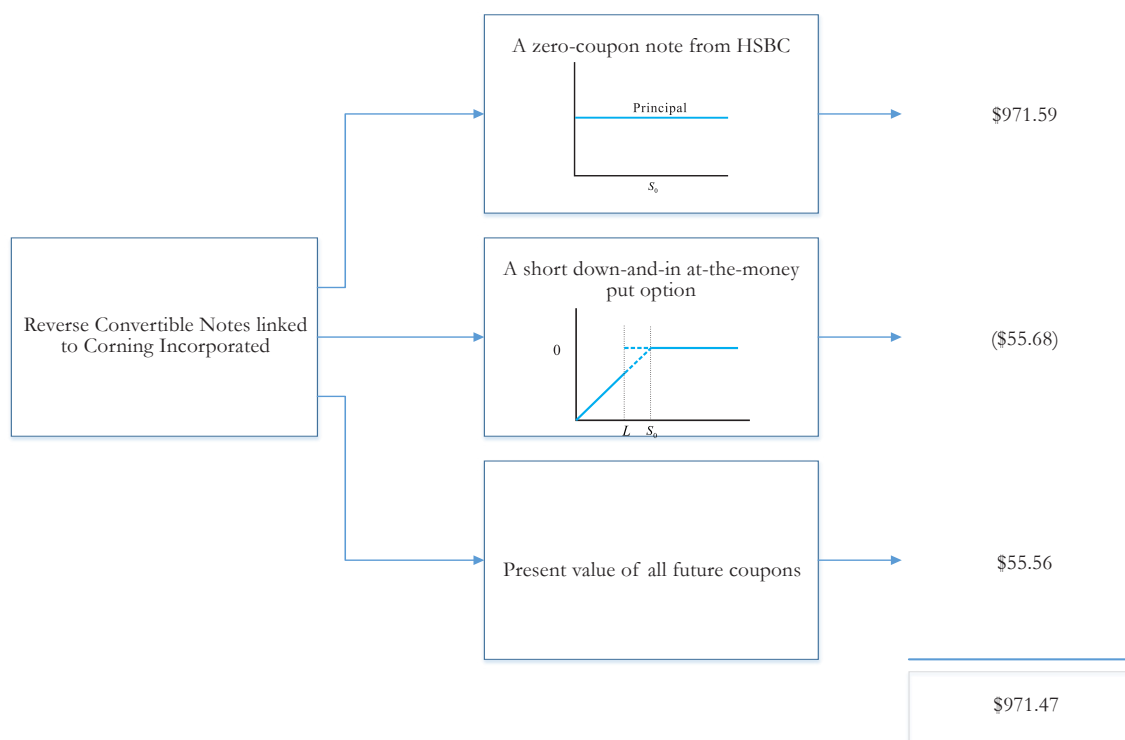 A zero-coupon note from HSBC
Principal
S₀
$971.59
Reverse Convertible Notes linked
to Corning Incorporated
A short down-and-in at-the-money
put option
0
L S₀
($55.68)
Present value of all future coupons
$55.56
$971.47